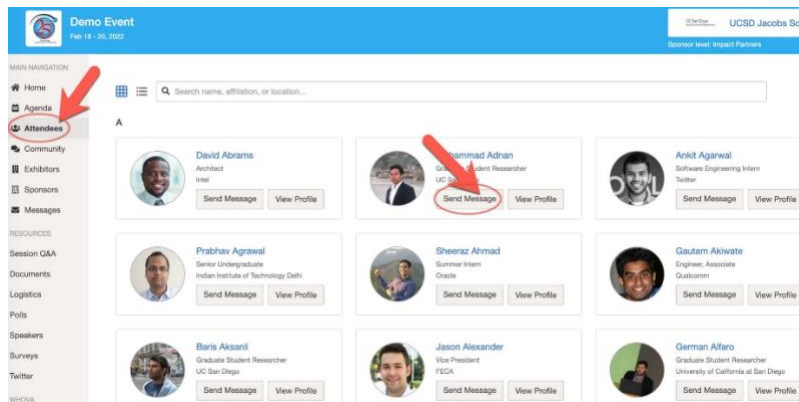 Demo Event
Feb 18 - 20, 2022
UC San Diego
UCSD Jacobs Sc
Sponsor level: Impact Partners
MAIN NAVIGATION
Home
Agenda
Attendees
Community
Exhibitors
Sponsors
Messages
RESOURCES
Session Q&A
Documents
Logistics
Polls
Speakers
Surveys
Twitter
WHOVA
Search name, affiliation, or location...
A
David Abrams
Architect
Intel
Send Message
View Profile
Adnan
Researcher
UC
Send Message
View Profile
Ankit Agarwal
Software Engineering Intern
Twitter
Send Message
View Profile
Prabhav Agrawal
Senior Undergraduate
Indian Institute of Technology Delhi
Send Message
View Profile
Sheeraz Ahmad
Summer Intern
Oracle
Send Message
View Profile
Gautam Akiwate
Engineer, Associate
Qualcomm
Send Message
View Profile
Baris Aksanli
Graduate Student Researcher
UC San Diego
Send Message
View Profile
Jason Alexander
Vice President
FECA
Send Message
View Profile
German Alfaro
Graduate Student Researcher
University of California at San Diego
Send Message
View Profile